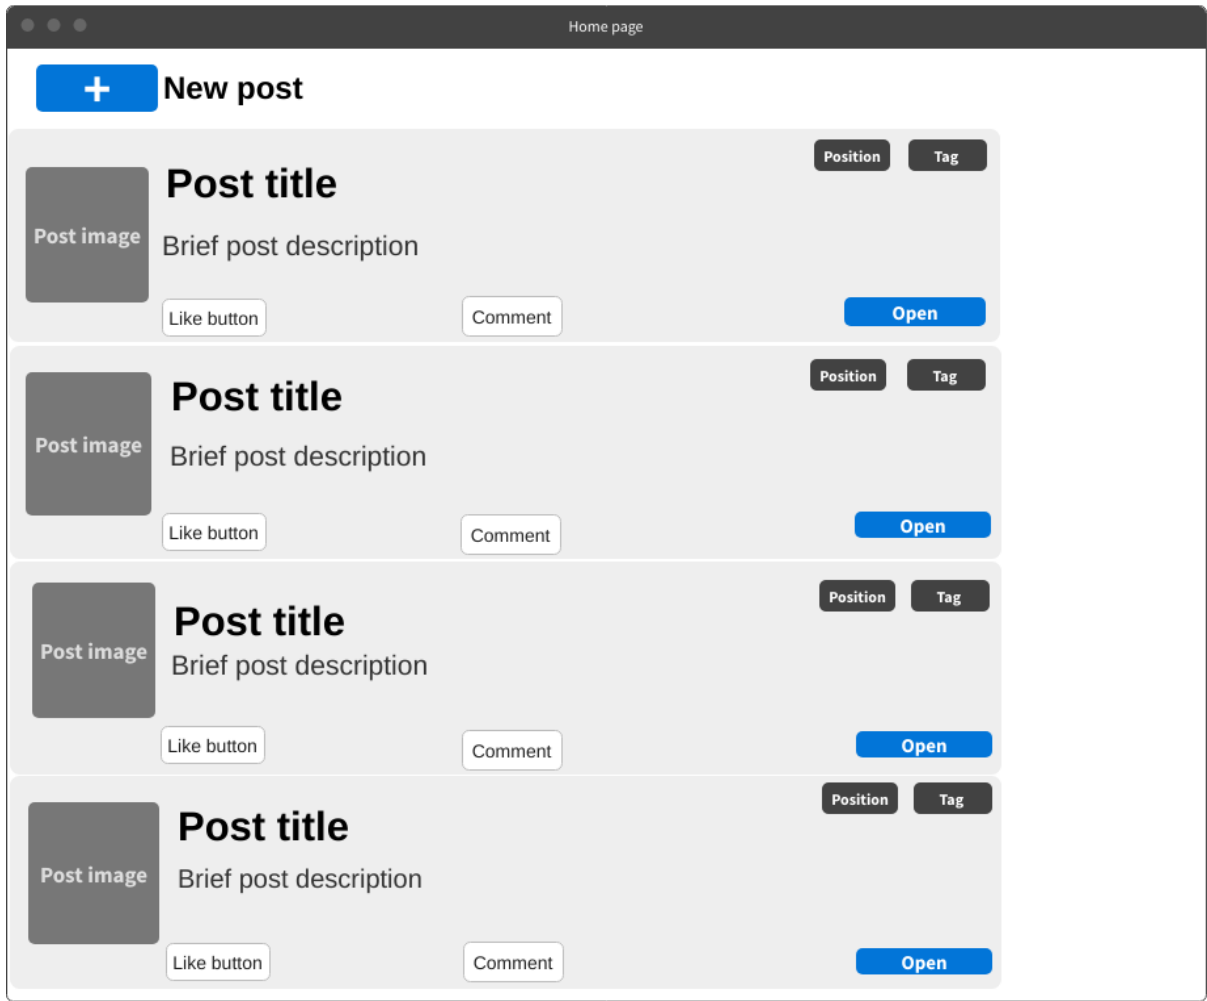 Home page
+ New post
Position Tag
Post title
Post image
Brief post description
Like button Comment Open
Position Tag
Post title
Post image
Brief post description
Like button Comment Open
Position Tag
Post title
Post image
Brief post description
Like button Comment Open
Position Tag
Post title
Post image
Brief post description
Like button Comment Open